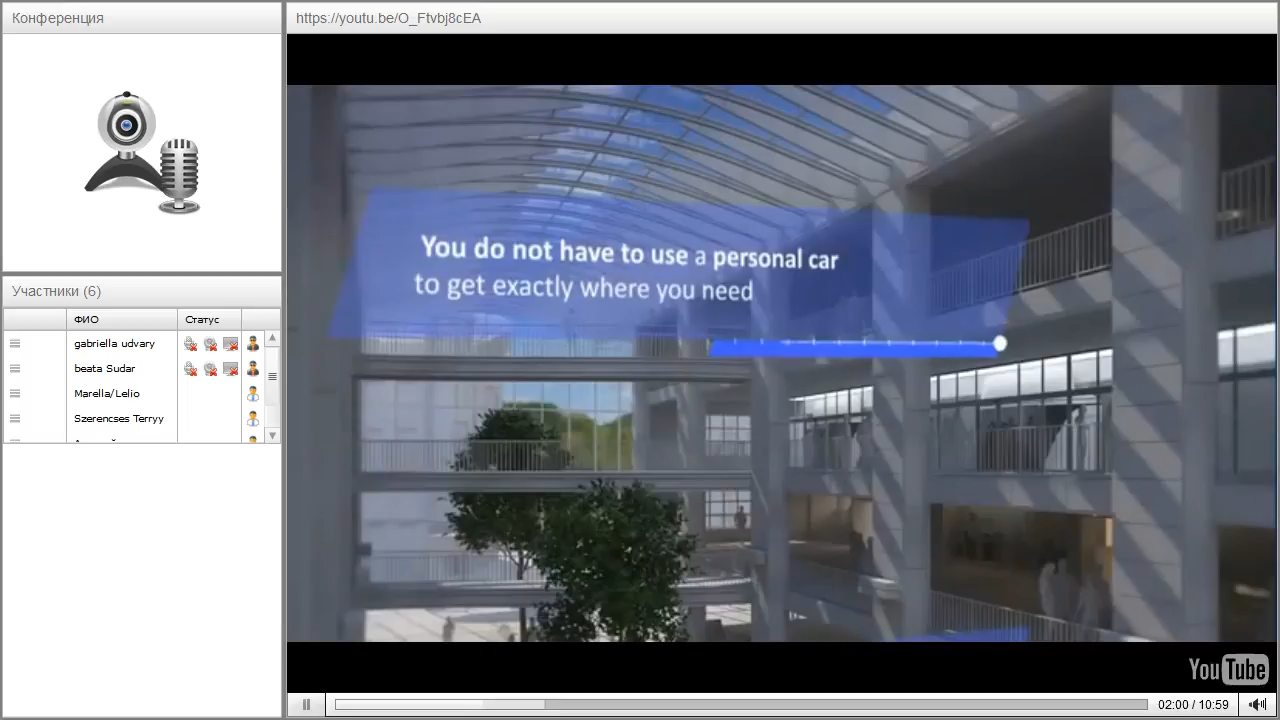 Конференция
https://youtu.be/O_Ftvbj8cEA
You do not have to use a personal car
to get exactly where you need
Участники (6)
ФИО
Статус
gabriella udvary
beata Sudar
Marella/Lelio
Szerencses Terryy
YouTube
02:00 / 10:59